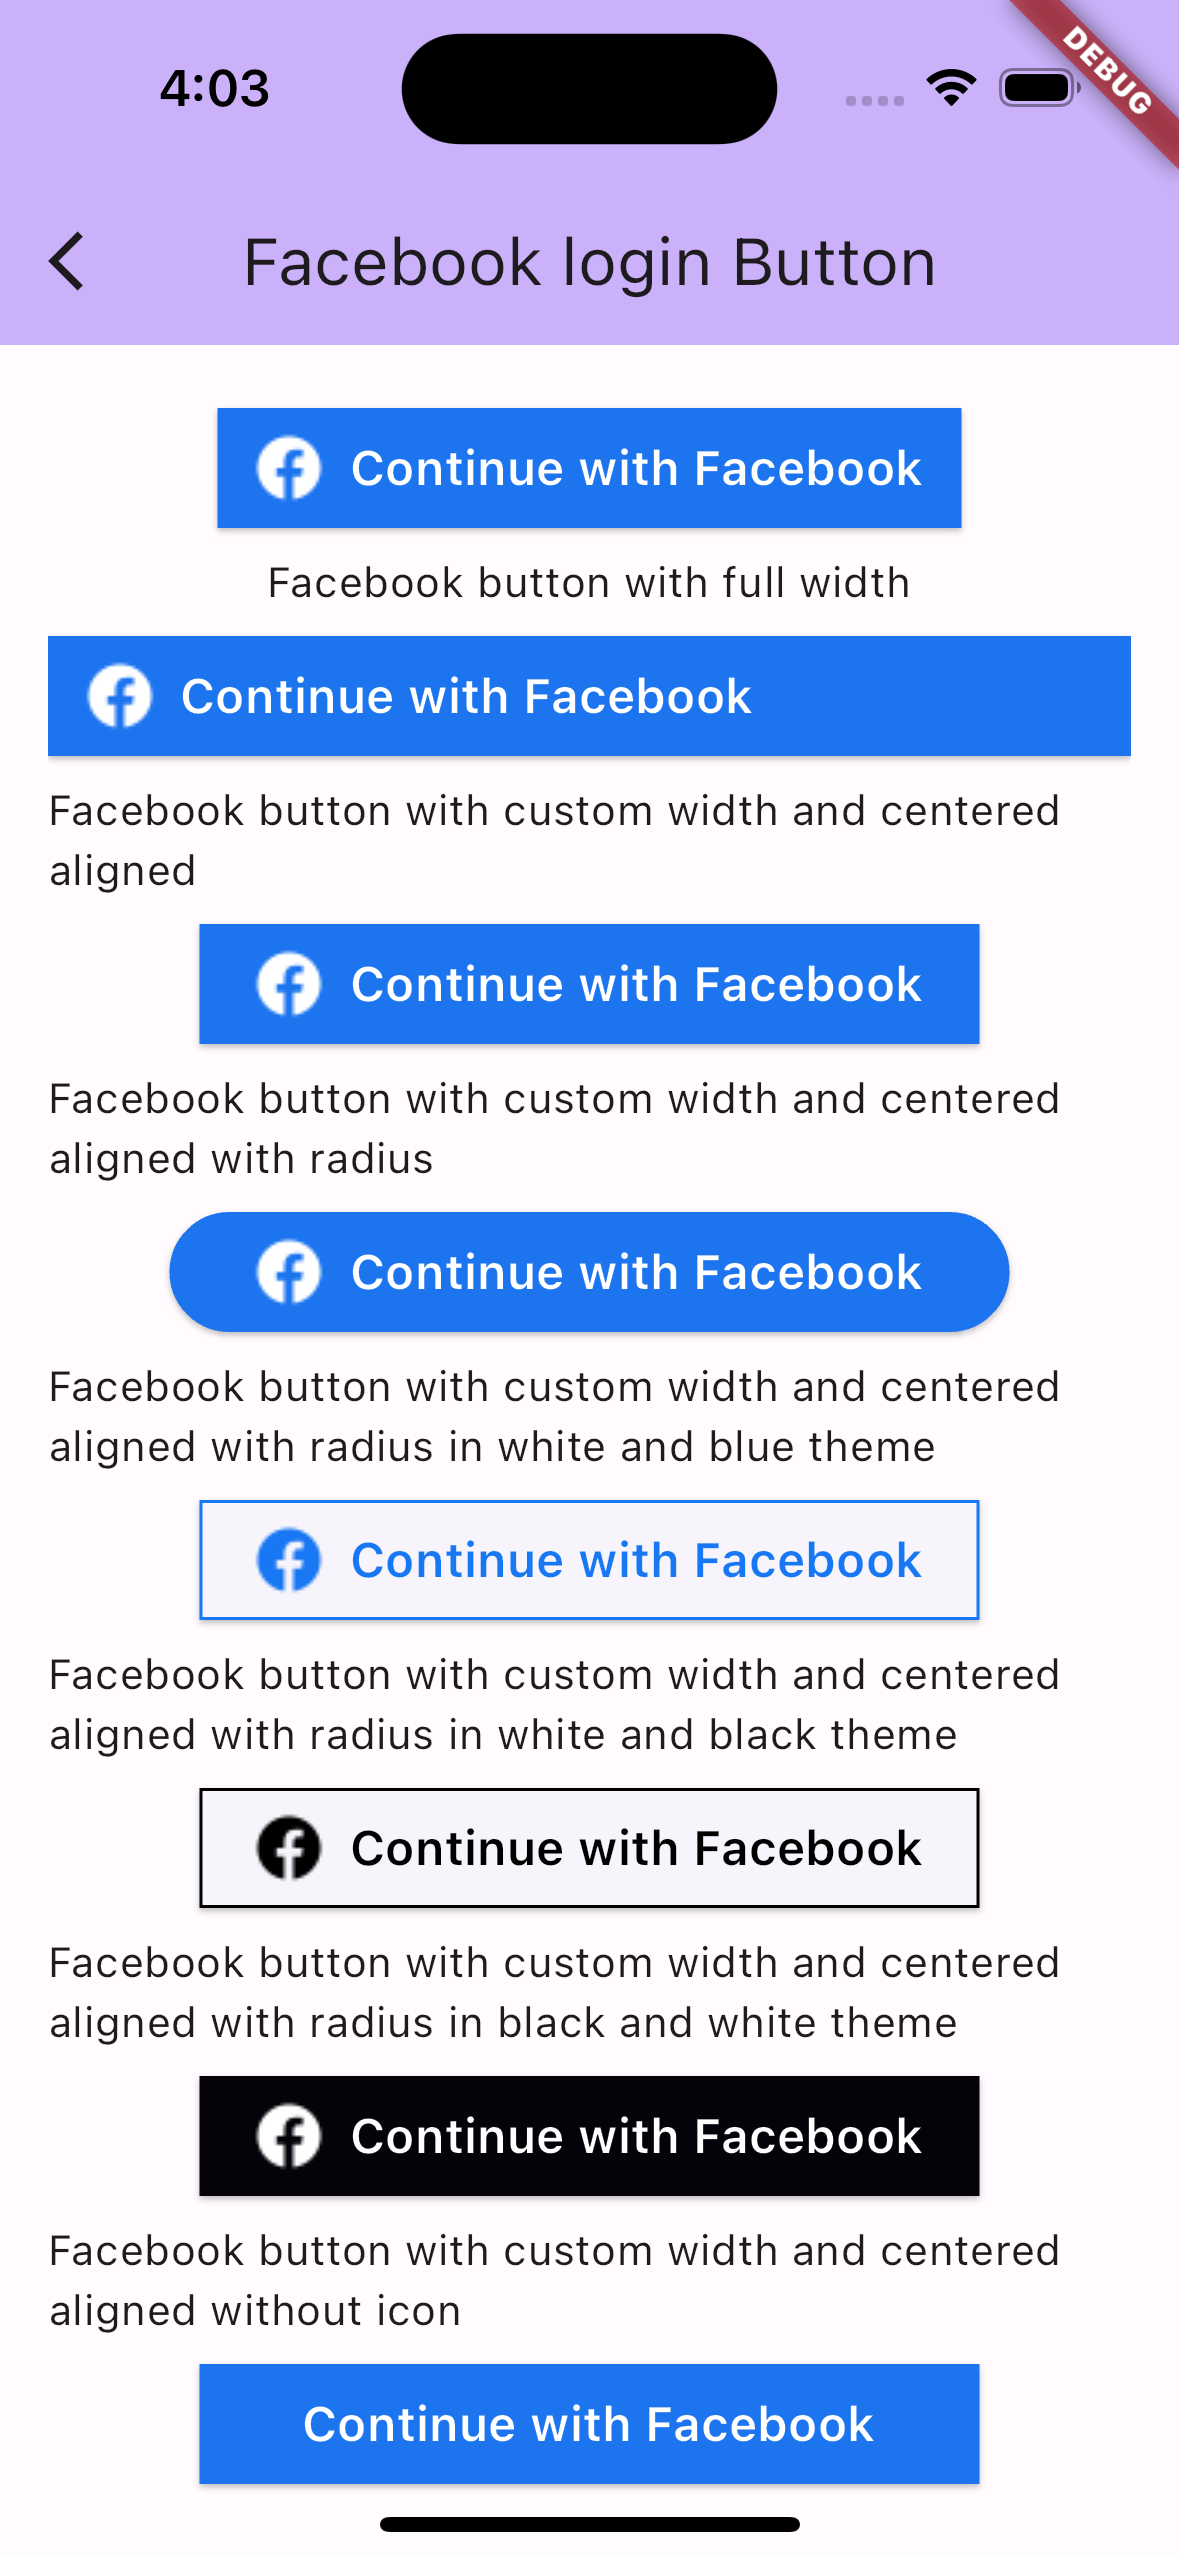 4:03
DEBUG
Facebook login Button
Continue with Facebook
Facebook button with full width
Continue with Facebook
Facebook button with custom width and centered
aligned
Continue with Facebook
Facebook button with custom width and centered
aligned with radius
Continue with Facebook
Facebook button with custom width and centered
aligned with radius in white and blue theme
Continue with Facebook
Facebook button with custom width and centered
aligned with radius in white and black theme
Continue with Facebook
Facebook button with custom width and centered
aligned with radius in black and white theme
Continue with Facebook
Facebook button with custom width and centered
aligned without icon
Continue with Facebook